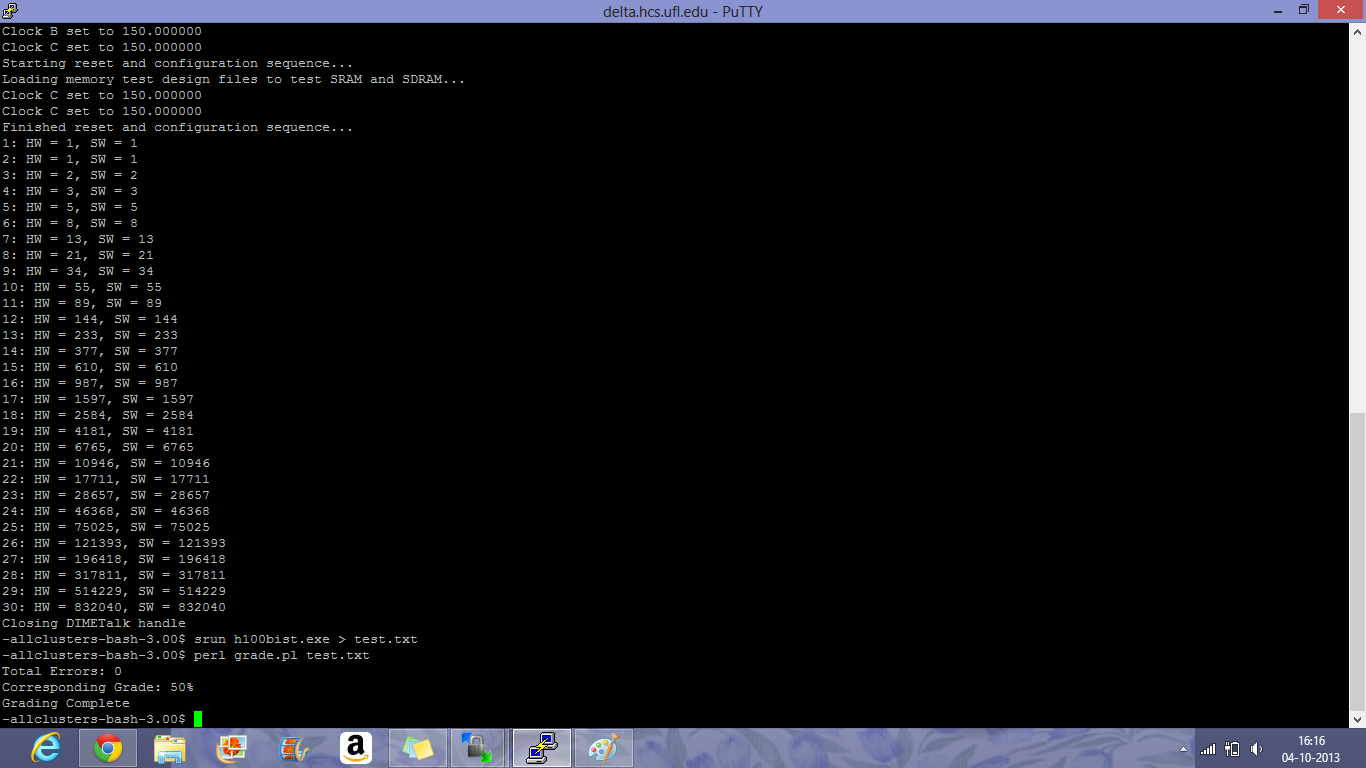 delta.hcs.ufl.edu - PuTTY
Clock B set to 150.000000
Clock C set to 150.000000
Starting reset and configuration sequence...
Loading memory test design files to test SRAM and SDRAM...
Clock C set to 150.000000
Clock C set to 150.000000
Finished reset and configuration sequence...
1: HW = 1, SW = 1
2: HW = 1, SW = 1
3: HW = 2, SW = 2
4: HW = 3, SW = 3
5: HW = 5, SW = 5
6: HW = 8, SW = 8
7: HW = 13, SW = 13
8: HW = 21, SW = 21
9: HW = 34, SW = 34
10: HW = 55, SW = 55
11: HW = 89, SW = 89
12: HW = 144, SW = 144
13: HW = 233, SW = 233
14: HW = 377, SW = 377
15: HW = 610, SW = 610
16: HW = 987, SW = 987
17: HW = 1597, SW = 1597
18: HW = 2584, SW = 2584
19: HW = 4181, SW = 4181
20: HW = 6765, SW = 6765
21: HW = 10946, SW = 10946
22: HW = 17711, SW = 17711
23: HW = 28657, SW = 28657
24: HW = 46368, SW = 46368
25: HW = 75025, SW = 75025
26: HW = 121393, SW = 121393
27: HW = 196418, SW = 196418
28: HW = 317811, SW = 317811
29: HW = 514229, SW = 514229
30: HW = 832040, SW = 832040
Closing DIMETalk handle
-allclusters-bash-3.00$ srun h100bist.exe > test.txt
-allclusters-bash-3.00$ perl grade.pl test.txt
Total Errors: 0
Corresponding Grade: 50%
Grading Complete
-allclusters-bash-3.00$
16:16
04-10-2013